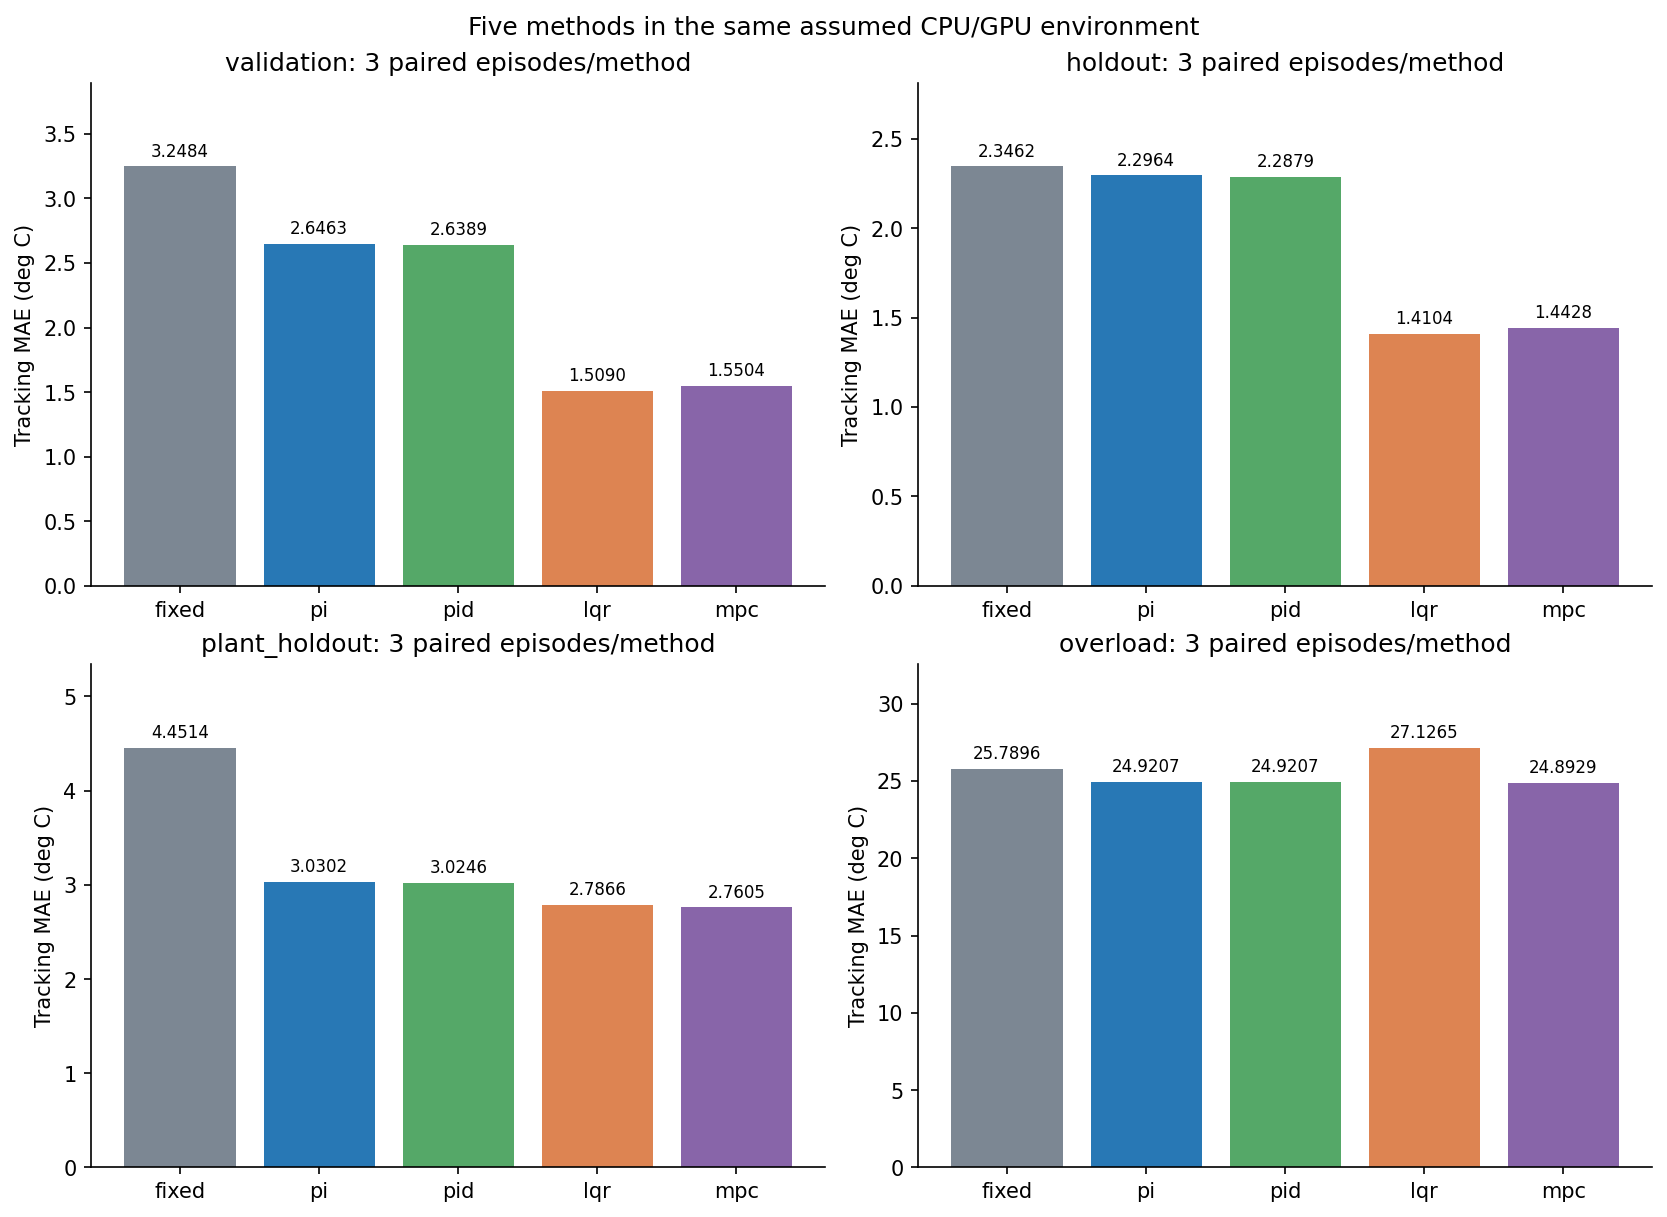 Five methods in the same assumed CPU/GPU environment
validation: 3 paired episodes/method
Tracking MAE (deg C)
3.5
3.0
2.5
2.0
1.5
1.0
0.5
0.0
3.2484
2.6463
2.6389
1.5090
1.5504
fixed
pi
pid
lqr
mpc
holdout: 3 paired episodes/method
Tracking MAE (deg C)
2.5
2.0
1.5
1.0
0.5
0.0
2.3462
2.2964
2.2879
1.4104
1.4428
fixed
pi
pid
lqr
mpc
plant_holdout: 3 paired episodes/method
Tracking MAE (deg C)
5
4
3
2
1
0
4.4514
3.0302
3.0246
2.7866
2.7605
fixed
pi
pid
lqr
mpc
overload: 3 paired episodes/method
Tracking MAE (deg C)
30
25
20
15
10
5
0
25.7896
24.9207
24.9207
27.1265
24.8929
fixed
pi
pid
lqr
mpc